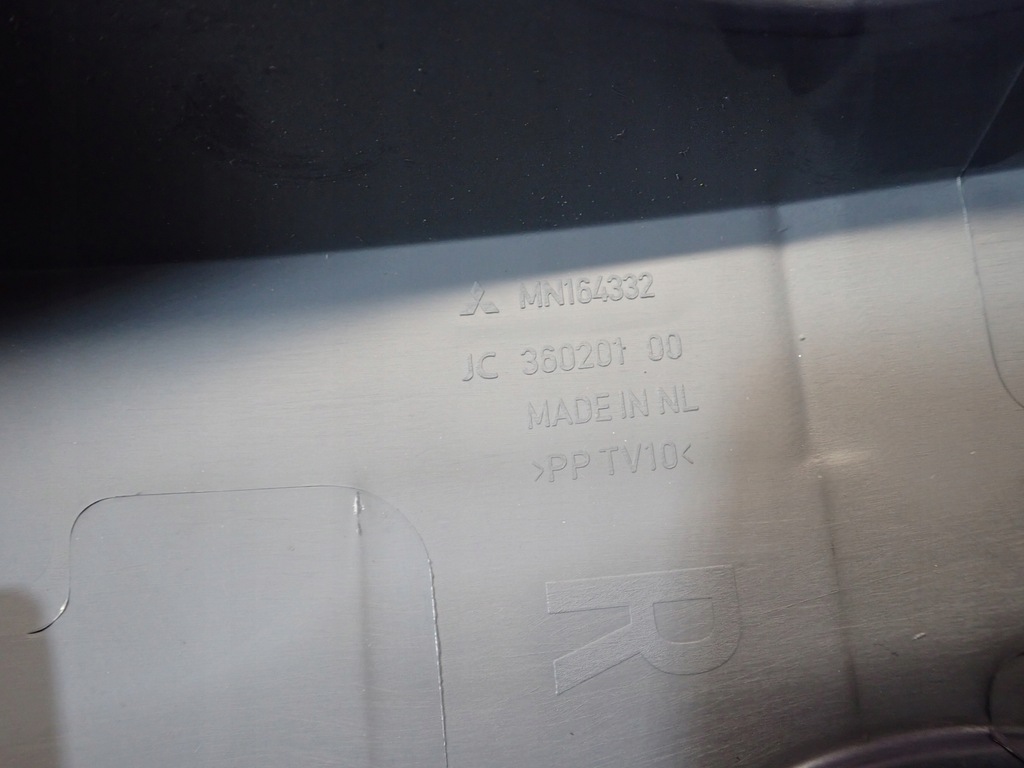 MN164332
JC 360201 00
MADE IN NL
>PP TV10<
R